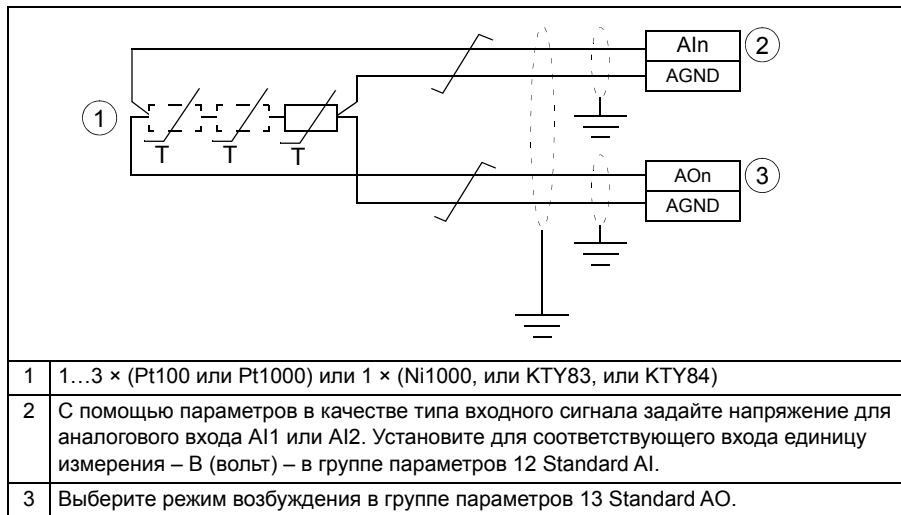 AIn
2
AGND
1
T T T
AOn
3
AGND
1 1…3 × (Pt100 или Pt1000) или 1 × (Ni1000, или KTY83, или KTY84)
2 С помощью параметров в качестве типа входного сигнала задайте напряжение для
аналогового входа AI1 или AI2. Установите для соответствующего входа единицу
измерения – В (вольт) – в группе параметров 12 Standard AI.
3 Выберите режим возбуждения в группе параметров 13 Standard AO.